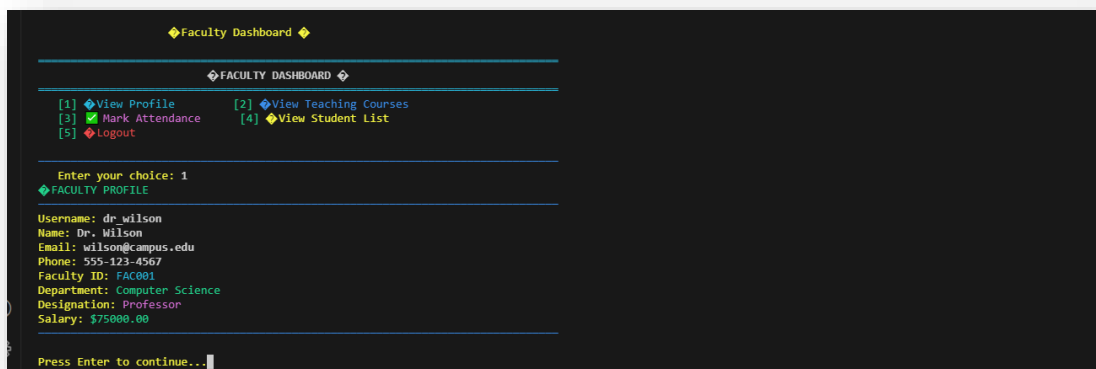 �Faculty Dashboard �
�FACULTY DASHBOARD �
[1] �View Profile [2] �View Teaching Courses
[3] ✅ Mark Attendance [4] �View Student List
[5] �Logout
Enter your choice: 1
�FACULTY PROFILE
Username: dr_wilson
Name: Dr. Wilson
Email: wilson@campus.edu
Phone: 555-123-4567
Faculty ID: FAC001
Department: Computer Science
Designation: Professor
Salary: $75000.00
Press Enter to continue...